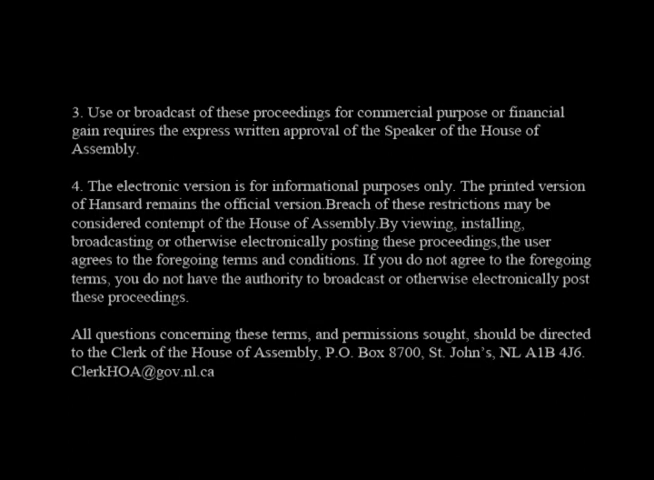 3. Use or broadcast of these proceedings for commercial purpose or financial
gain requires the express written approval of the Speaker of the House of
Assembly.
4. The electronic version is for informational purposes only. The printed version
of Hansard remains the official version.Breach of these restrictions may be
considered contempt of the House of Assembly.By viewing, installing,
broadcasting or otherwise electronically posting these proceedings,the user
agrees to the foregoing terms and conditions. If you do not agree to the foregoing
terms, you do not have the authority to broadcast or otherwise electronically post
these proceedings.
All questions concerning these terms, and permissions sought, should be directed
to the Clerk of the House of Assembly, P.O. Box 8700, St. John’s, NL A1B 4J6.
ClerkHOA@gov.nl.ca